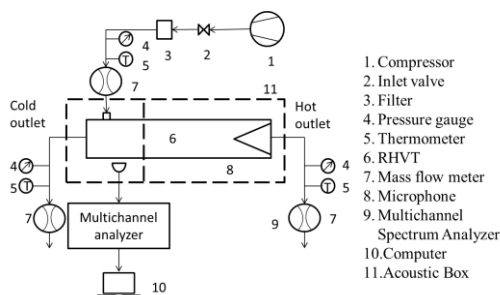 4
5
3
2
1
7
11
Cold
outlet
Hot
outlet
6
4
5
8
4
5
7
Multichannel
analyzer
9
7
10
1. Compressor
2. Inlet valve
3. Filter
4. Pressure gauge
5. Thermometer
6. RHVT
7. Mass flow meter
8. Microphone
9. Multichannel
Spectrum Analyzer
10. Computer
11. Acoustic Box
T
T
T